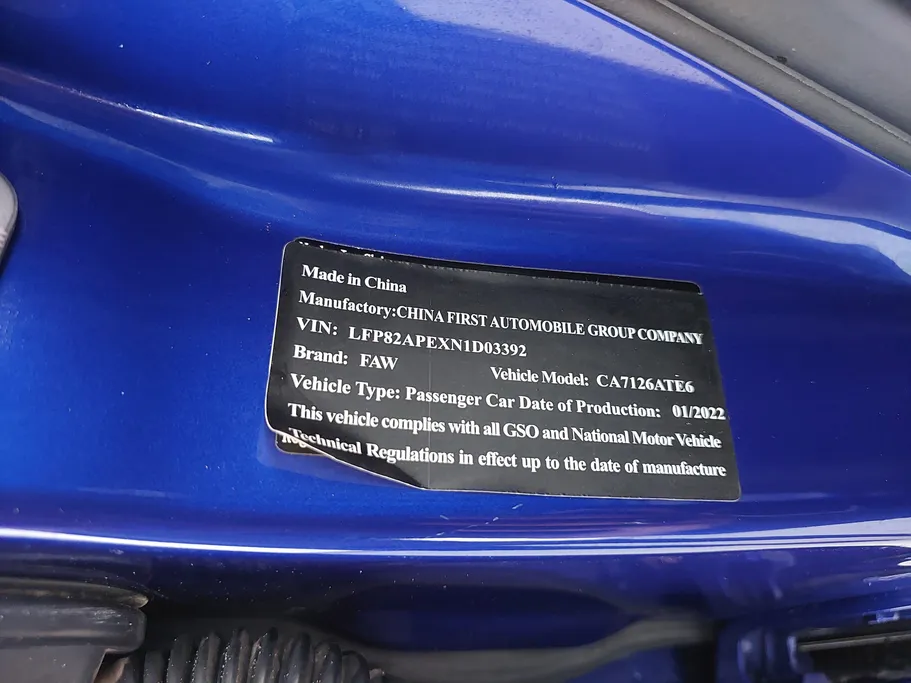 Made in China
Manufactory:CHINA FIRST AUTOMOBILE GROUP COMPANY
VIN: LFP82APEXN1D03392
Brand: FAW Vehicle Model: CA7126ATE6
Vehicle Type: Passenger Car Date of Production: 01/2022
This vehicle complies with all GSO and National Motor Vehicle
Technical Regulations in effect up to the date of manufacture